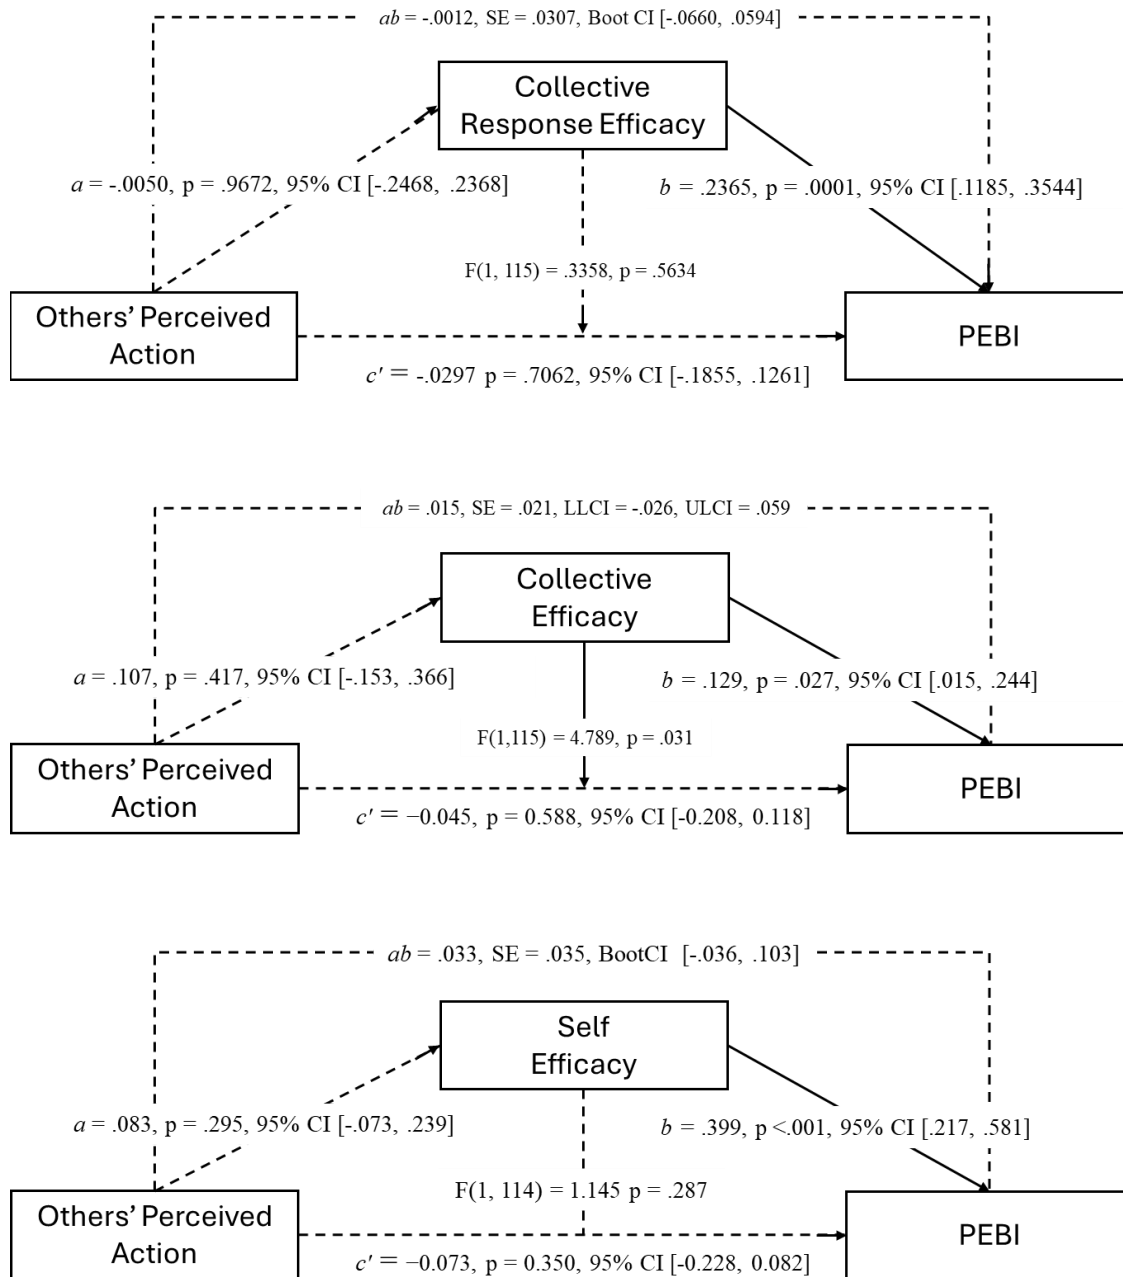 ab = -.0012, SE = .0307, Boot CI [-.0660, .0594]
Collective
Response Efficacy
a = -.0050, p = .9672, 95% CI [-.2468, .2368]
b = .2365, p = .0001, 95% CI [.1185, .3544]
F(1, 115) = .3358, p = .5634
Others’ Perceived
Action
PEBI
c' = -.0297 p = .7062, 95% CI [-.1855, .1261]
ab = .015, SE = .021, LLCI = -.026, ULCI = .059
Collective
Efficacy
a = .107, p = .417, 95% CI [-.153, .366]
b = .129, p = .027, 95% CI [.015, .244]
F(1,115) = 4.789, p = .031
Others’ Perceived
Action
PEBI
c' = −0.045, p = 0.588, 95% CI [-0.208, 0.118]
ab = .033, SE = .035, BootCI [-.036, .103]
Self
Efficacy
a = .083, p = .295, 95% CI [-.073, .239]
b = .399, p <.001, 95% CI [.217, .581]
F(1, 114) = 1.145 p = .287
Others’ Perceived
Action
PEBI
c' = −0.073, p = 0.350, 95% CI [-0.228, 0.082]